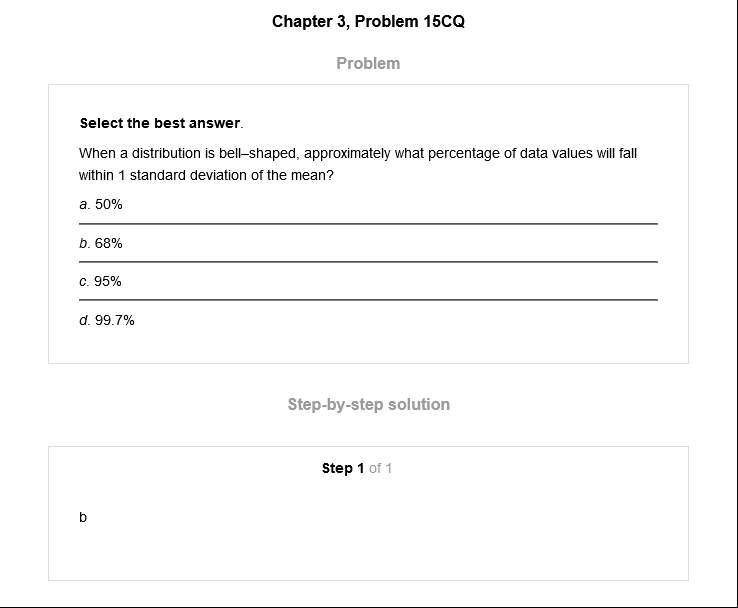 Chapter 3, Problem 15CQ
Problem
Select the best answer.
When a distribution is bell–shaped, approximately what percentage of data values will fall
within 1 standard deviation of the mean?
a. 50%
b. 68%
c. 95%
d. 99.7%
Step-by-step solution
Step 1 of 1
b